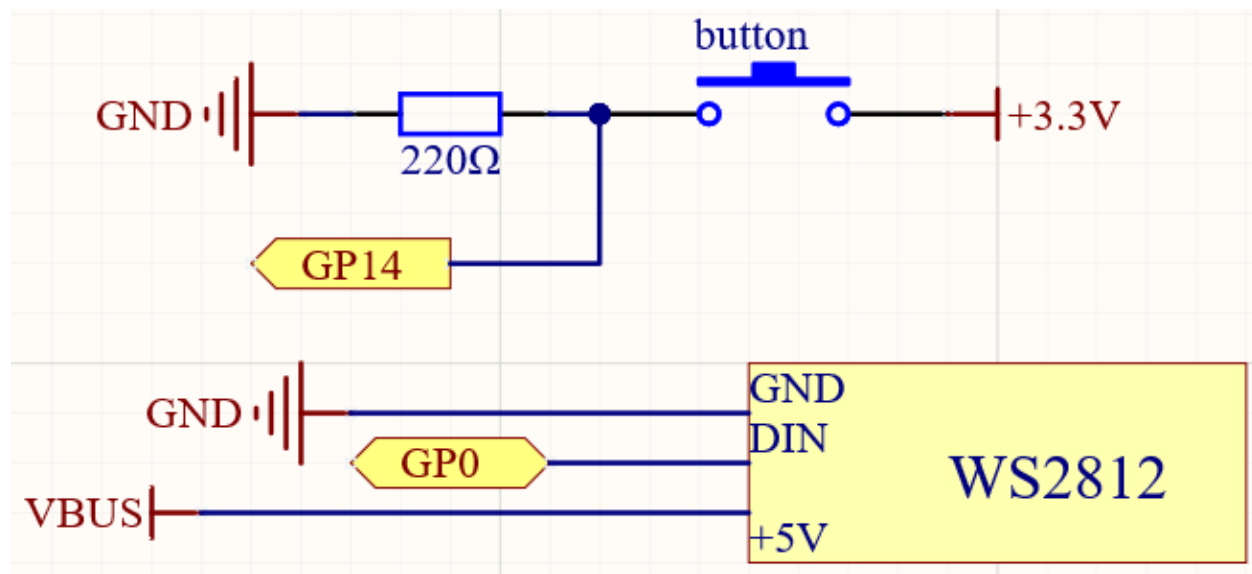 button
GND
+3.3V
220Ω
GP14
GND
GND
DIN
GP0
WS2812
VBUS
+5V